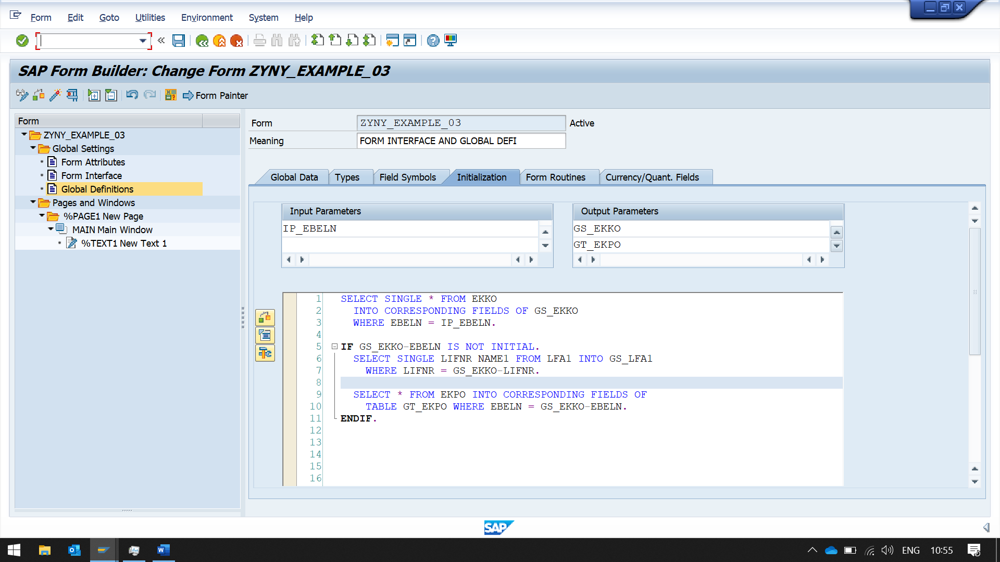 Form Edit Goto Utilities Environment System Help
SAP Form Builder: Change Form ZYNY_EXAMPLE_03
Form Painter
Form
ZYNY_EXAMPLE_03
Global Settings
Form Attributes
Form Interface
Global Definitions
Pages and Windows
%PAGE1 New Page
MAIN Main Window
%TEXT1 New Text 1
Form ZYNY_EXAMPLE_03 Active
Meaning FORM INTERFACE AND GLOBAL DEFI
Global Data Types Field Symbols Initialization Form Routines Currency/Quant. Fields
Input Parameters
IP_EBELN
Output Parameters
GS_EKKO
GT_EKPO
1 SELECT SINGLE * FROM EKKO
2 INTO CORRESPONDING FIELDS OF GS_EKKO
3 WHERE EBELN = IP_EBELN.
4
5 IF GS_EKKO-EBELN IS NOT INITIAL.
6 SELECT SINGLE LIFNR NAME1 FROM LFA1 INTO GS_LFA1
7 WHERE LIFNR = GS_EKKO-LIFNR.
8
9 SELECT * FROM EKPO INTO CORRESPONDING FIELDS OF
10 TABLE GT_EKPO WHERE EBELN = GS_EKKO-EBELN.
11 ENDIF.
12
13
14
15
16
SAP
ENG 10:55